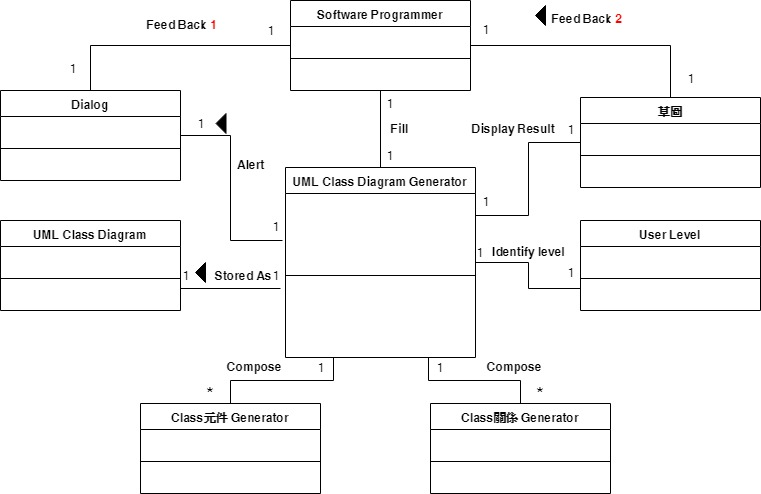 Software Programmer
Feed Back 1
1
1
Feed Back 2
1
1
1
Dialog
1
草圖
1
Fill
Display Result
1
Alert
1
UML Class Diagram Generator
1
UML Class Diagram
1
User Level
1
Identify level
1
Stored As
1
1
Compose
1
1
Compose
*
*
Class元件 Generator
Class關係 Generator